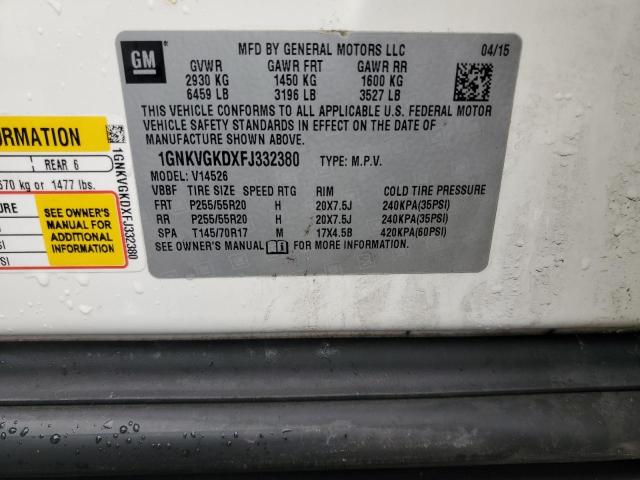 GM
MFD BY GENERAL MOTORS LLC 04/15
GVWR GAWR FRT GAWR RR
2930 KG 1450 KG 1600 KG
6459 LB 3196 LB 3527 LB
THIS VEHICLE CONFORMS TO ALL APPLICABLE U.S. FEDERAL MOTOR
VEHICLE SAFETY STANDARDS IN EFFECT ON THE DATE OF
MANUFACTURE SHOWN ABOVE.
1GNKVGKDXFJ332380 TYPE: M.P.V.
MODEL: V14526
VBBF TIRE SIZE SPEED RTG RIM COLD TIRE PRESSURE
FRT P255/55R20 H 20X7.5J 240KPA(35PSI)
RR P255/55R20 H 20X7.5J 240KPA(35PSI)
SPA T145/70R17 M 17X4.5B 420KPA(60PSI)
SEE OWNER'S MANUAL FOR MORE INFORMATION.
ORMATION
REAR 6
670 kg or 1477 lbs.
URE
SEE OWNER'S
MANUAL FOR
ADDITIONAL
INFORMATION
SI
SI
PSI
1GNKVGKDXFJ332380